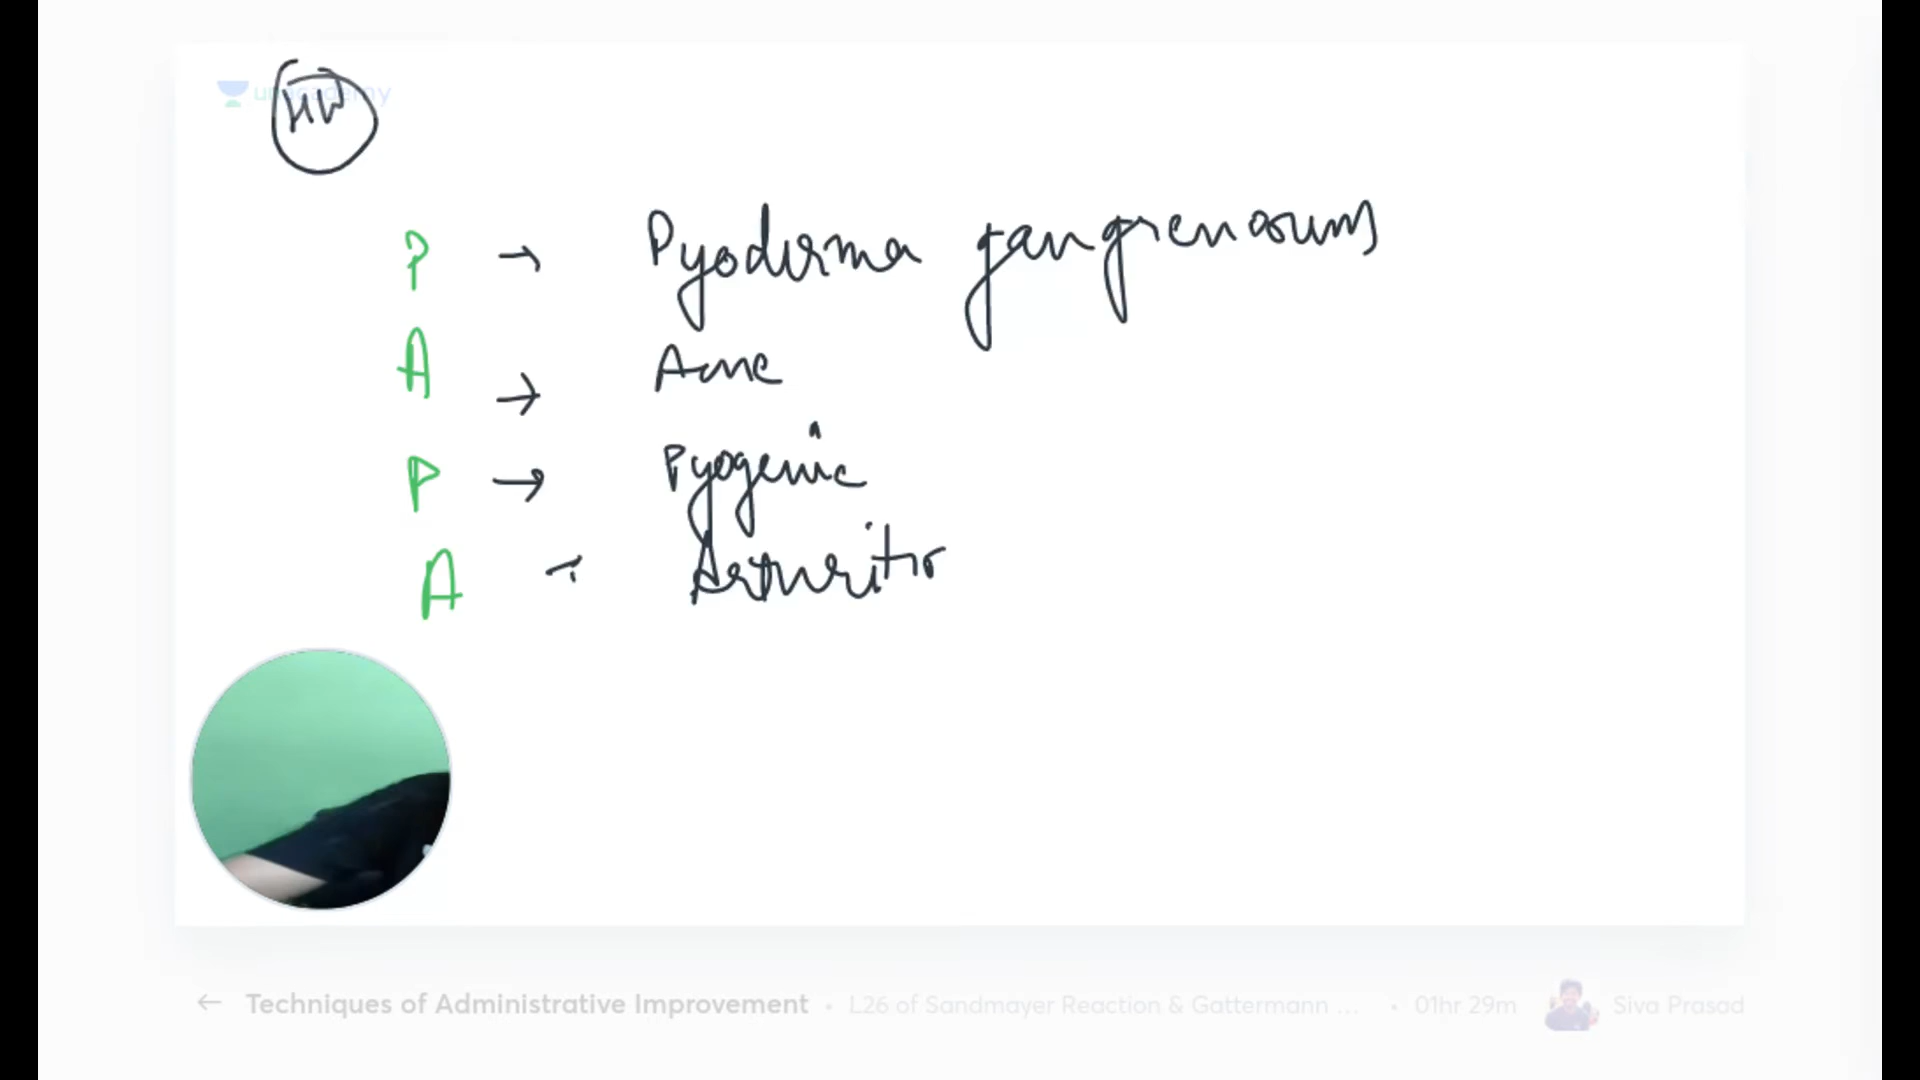 unacademy
HW
P → Pyoderma gangrenosum
A → Acne
P → Pyogenic
A → Arthritis
← Techniques of Administrative Improvement • L26 of Sandmayer Reaction & Gattermann ... • 01hr 29m Siva Prasad